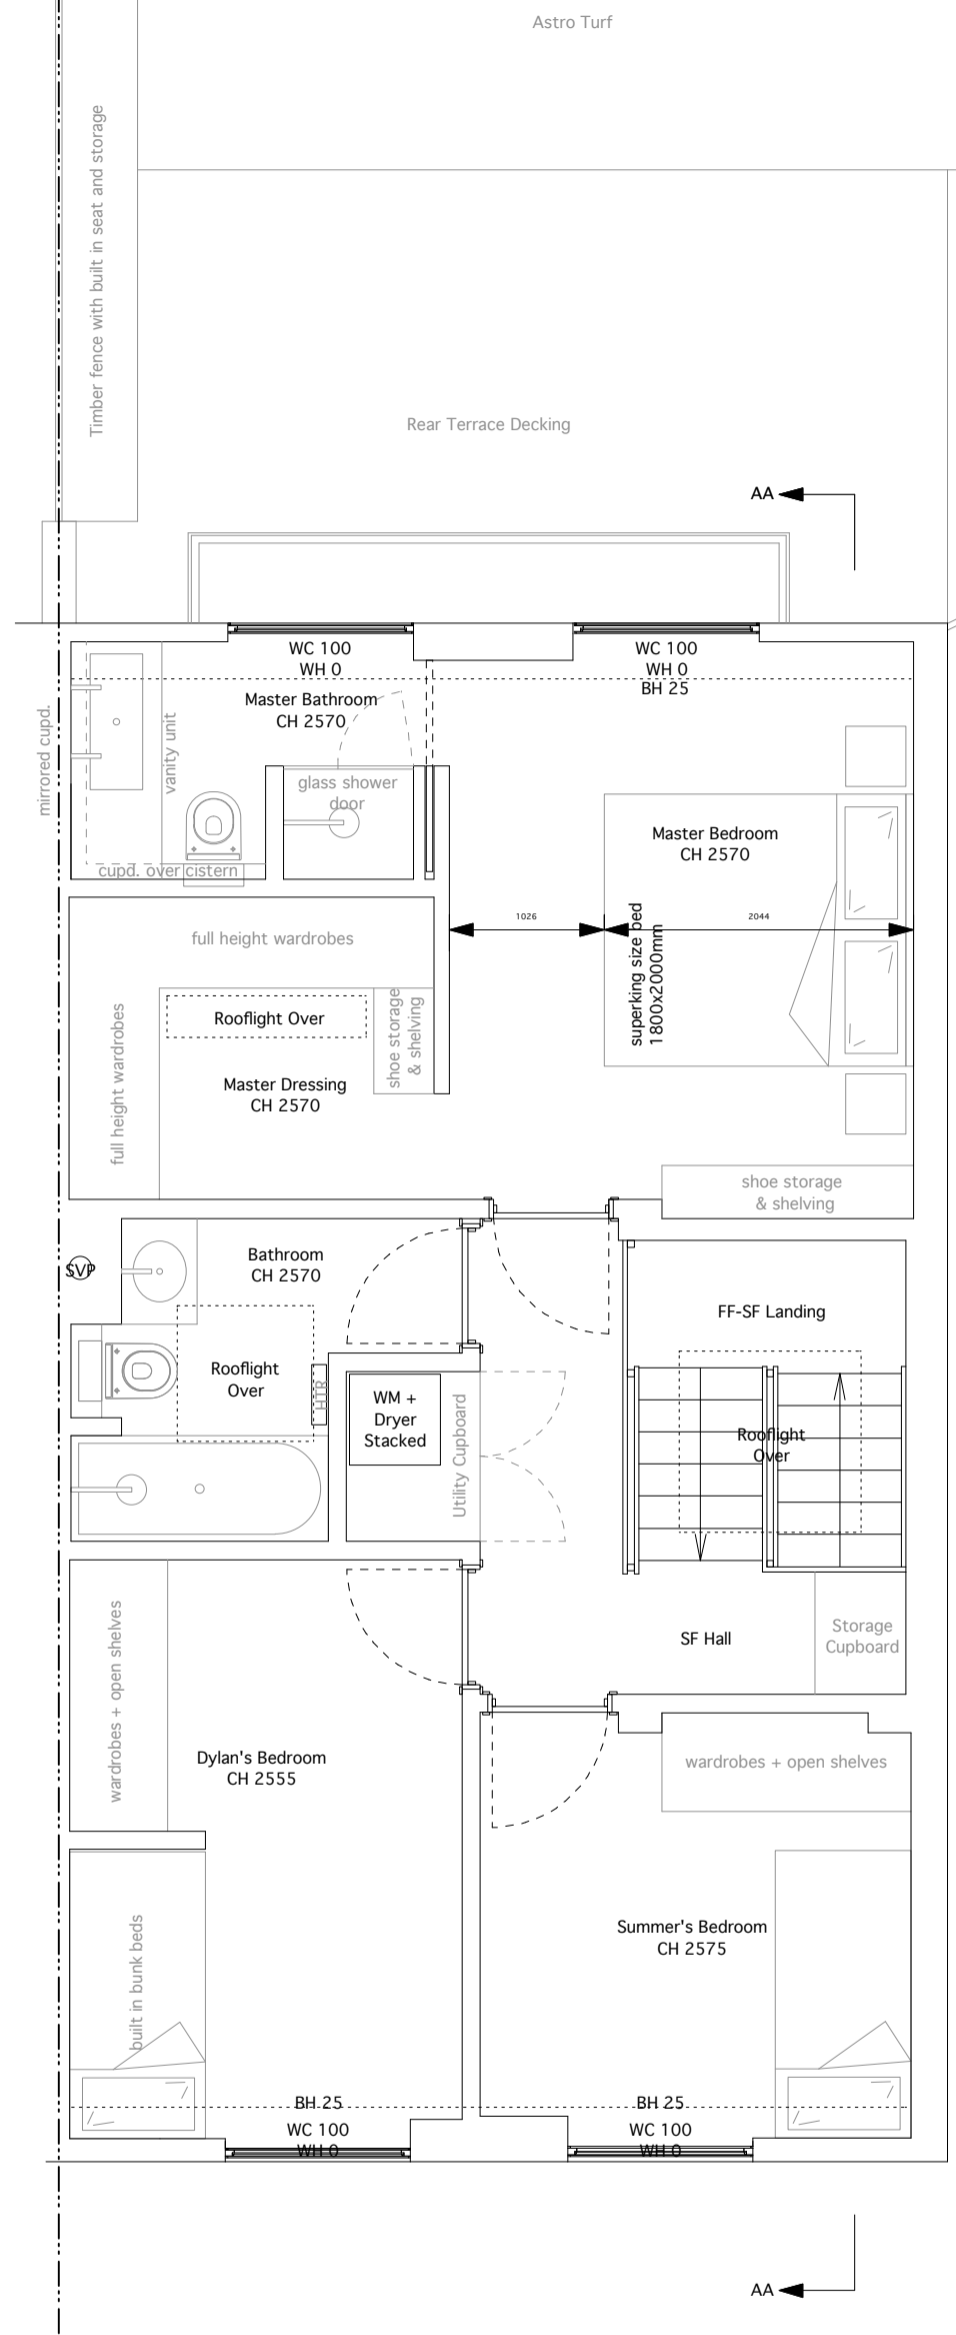 Astro Turf
Timber fence with built in seat and storage
Rear Terrace Decking
AA
WC 100
WH 0
WC 100
WH 0
BH 25
Master Bathroom
CH 2570
mirrored cupd.
vanity unit
glass shower
door
cupd. over cistern
Master Bedroom
CH 2570
1026
2044
superking size bed
1800x2000mm
full height wardrobes
full height wardrobes
Rooflight Over
shoe storage
& shelving
Master Dressing
CH 2570
shoe storage
& shelving
SVP
Bathroom
CH 2570
Rooflight
Over
HTR
WM +
Dryer
Stacked
Utility Cupboard
FF-SF Landing
Rooflight
Over
SF Hall
Storage
Cupboard
wardrobes + open shelves
Dylan's Bedroom
CH 2555
wardrobes + open shelves
built in bunk beds
Summer's Bedroom
CH 2575
BH 25
WC 100
WH 0
BH 25
WC 100
WH 0
AA